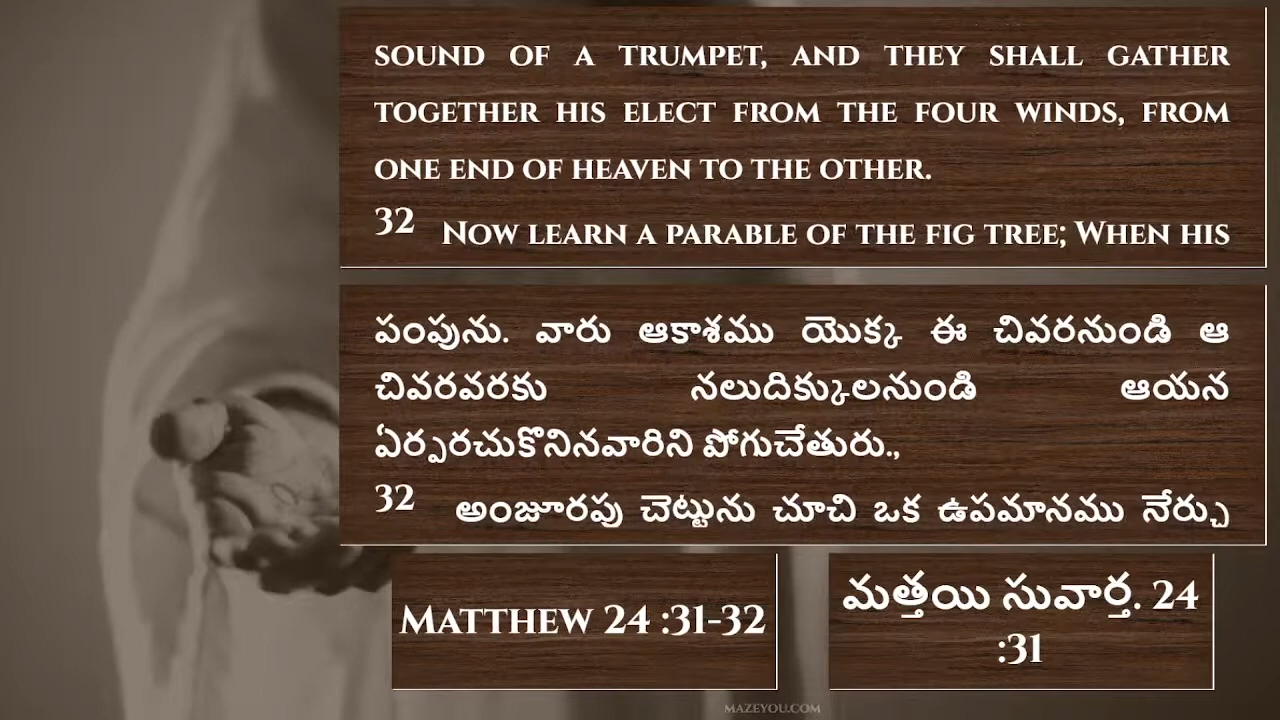 SOUND OF A TRUMPET, AND THEY SHALL GATHER
TOGETHER HIS ELECT FROM THE FOUR WINDS, FROM
ONE END OF HEAVEN TO THE OTHER.
32 NOW LEARN A PARABLE OF THE FIG TREE; WHEN HIS
పంపును. వారు ఆకాశము యొక్క ఈ చివరనుండి ఆ
చివరవరకు నలుదిక్కులనుండి ఆయన
ఏర్పరచుకొనినవారిని పోగుచేతురు.,
32 అంజూరపు చెట్టును చూచి ఒక ఉపమానము నేర్చు
MATTHEW 24 :31-32
మత్తయి సువార్త. 24
:31
MAZEYOU.COM